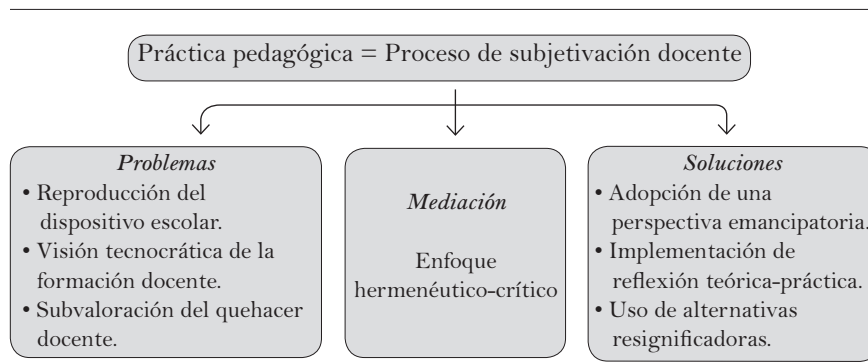 Práctica pedagógica = Proceso de subjetivación docente
Problemas
• Reproducción del
dispositivo escolar.
• Visión tecnocrática de la
formación docente.
• Subvaloración del quehacer
docente.
Mediación
Enfoque
hermenéutico-crítico
Soluciones
• Adopción de una
perspectiva emancipatoria.
• Implementación de
reflexión teórica-práctica.
• Uso de alternativas
resignificadoras.